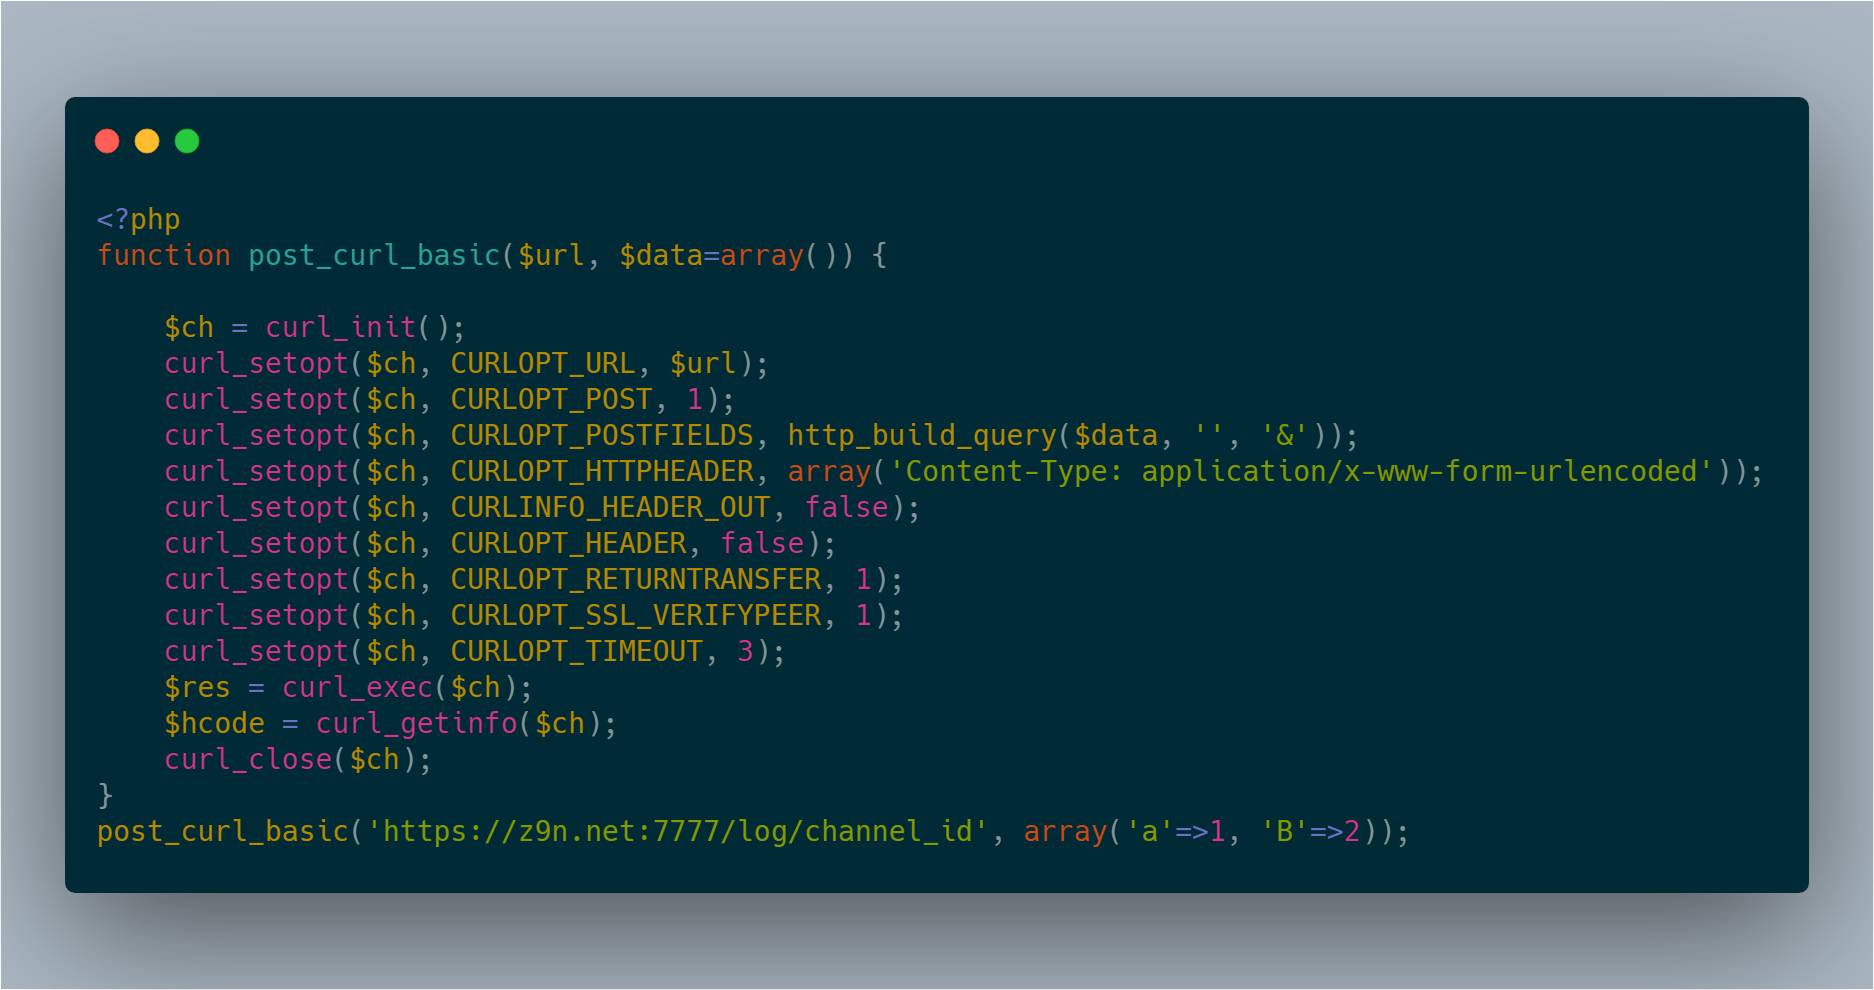 <?php
function post_curl_basic($url, $data=array()) {

    $ch = curl_init();
    curl_setopt($ch, CURLOPT_URL, $url);
    curl_setopt($ch, CURLOPT_POST, 1);
    curl_setopt($ch, CURLOPT_POSTFIELDS, http_build_query($data, '', '&'));
    curl_setopt($ch, CURLOPT_HTTPHEADER, array('Content-Type: application/x-www-form-urlencoded'));
    curl_setopt($ch, CURLINFO_HEADER_OUT, false);
    curl_setopt($ch, CURLOPT_HEADER, false);
    curl_setopt($ch, CURLOPT_RETURNTRANSFER, 1);
    curl_setopt($ch, CURLOPT_SSL_VERIFYPEER, 1);
    curl_setopt($ch, CURLOPT_TIMEOUT, 3);
    $res = curl_exec($ch);
    $hcode = curl_getinfo($ch);
    curl_close($ch);
}
post_curl_basic('https://z9n.net:7777/log/channel_id', array('a'=>1, 'B'=>2));